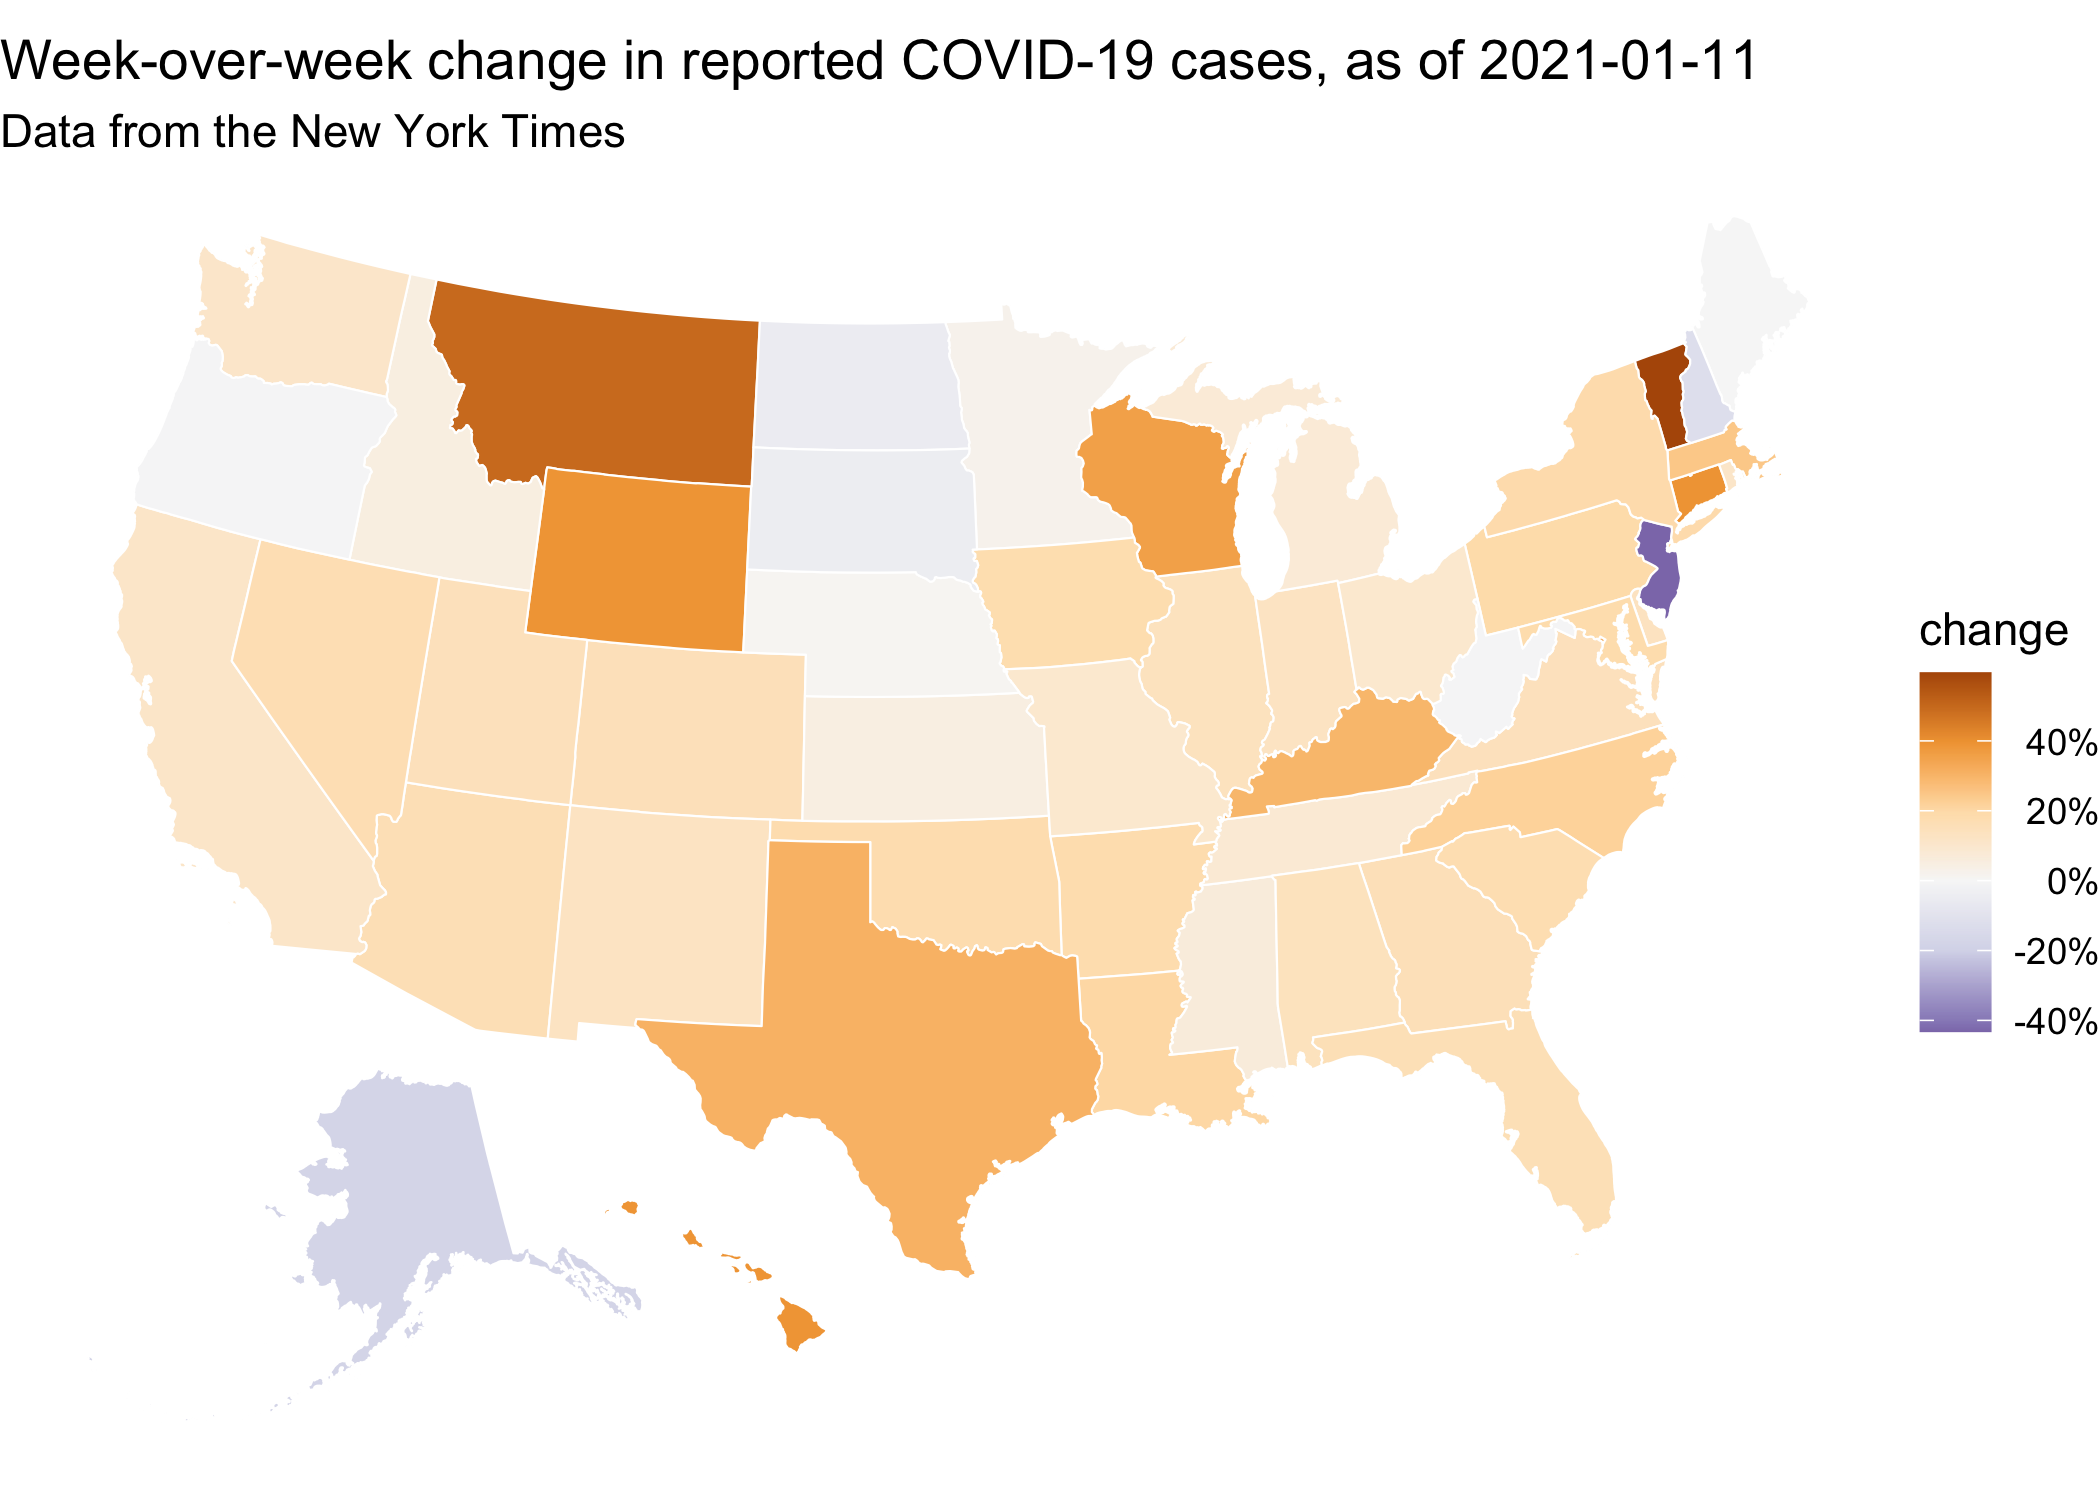 Week-over-week change in reported COVID-19 cases, as of 2021-01-11
Data from the New York Times
change
40%
20%
0%
-20%
-40%